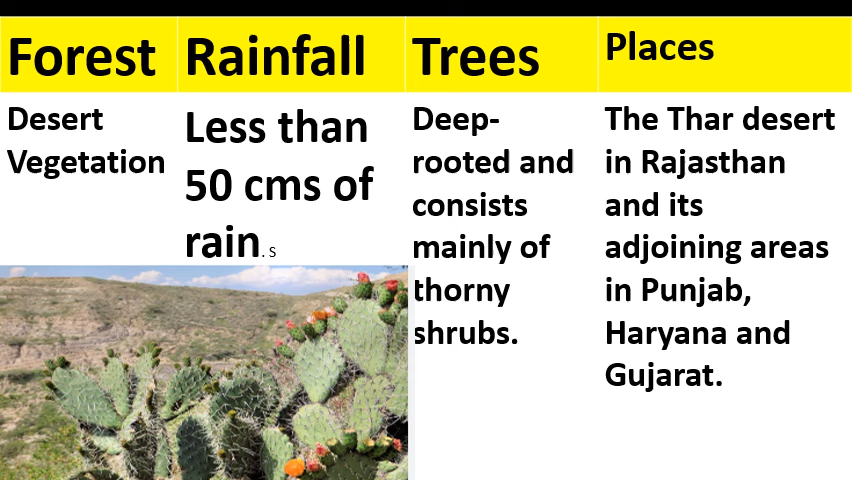 Forest Rainfall Trees Places
Desert
Vegetation
Less than
50 cms of
rain. s
Deep-
rooted and
consists
mainly of
thorny
shrubs.
The Thar desert
in Rajasthan
and its
adjoining areas
in Punjab,
Haryana and
Gujarat.